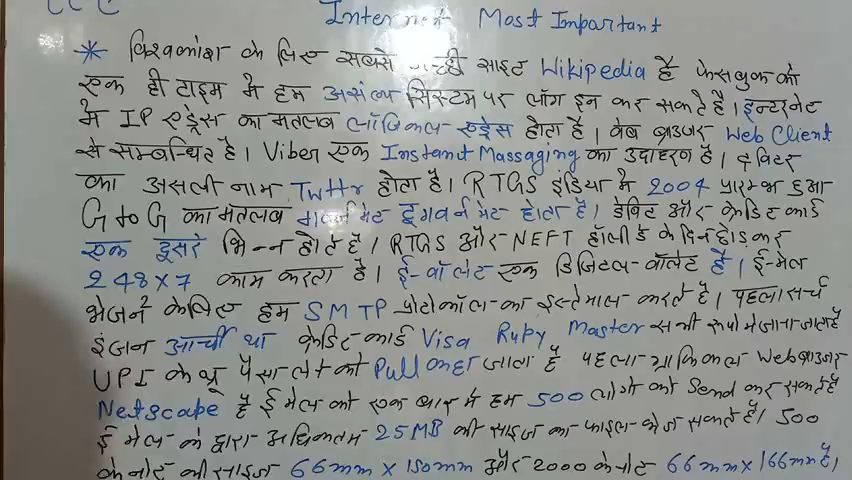 CCC Internet Most Important
* विश्वकोश के लिए सबसे साइट Wikipedia है फेसबुक को
एक ही टाइम में हम असंख्य सिस्टम पर लॉग इन कर सकते है। इन्टरनेट
में IP एड्रेस का मतलब लॉजिकल एड्रेस होता है। वेब ब्राउजर Web Client
से सम्बन्धित है। Viber एक Instant Massaging का उदाहरण है। ट्विटर
का असली नाम Twttr होता है। RTGS इंडिया में 2004 प्रारम्भ हुआ
G to G का मतलब गवर्नमेंट टू गवर्नमेंट होता है। डेबिट और क्रेडिट कार्ड
एक दूसरे भिन्न होते है। RTGS और NEFT हॉलीडे के दिन छोड़कर
248x7 काम करता है। ई-वॉलेट एक डिजिटल वॉलेट है। ई-मेल
भेजने के लिए हम SMTP प्रोटोकॉल का इस्तेमाल करते है। पहला सर्च
इंजन आर्ची था क्रेडिट कार्ड Visa Rupy Master सभी रूपो में जाना जाता है
UPI के थ्रू पैसा लेने को Pull कहा जाता है पहला ग्राफिकल Web ब्राउजर
Netscape है ई मेल को एक बार में हम 500 लोगो को Send कर सकते है
ई मेल के द्वारा अधिकतम 25MB की साइज का फाइल भेज सकते है। 500
के नोट की साइज 66mm x 150mm और 2000 के नोट 66mm x 166mm है।